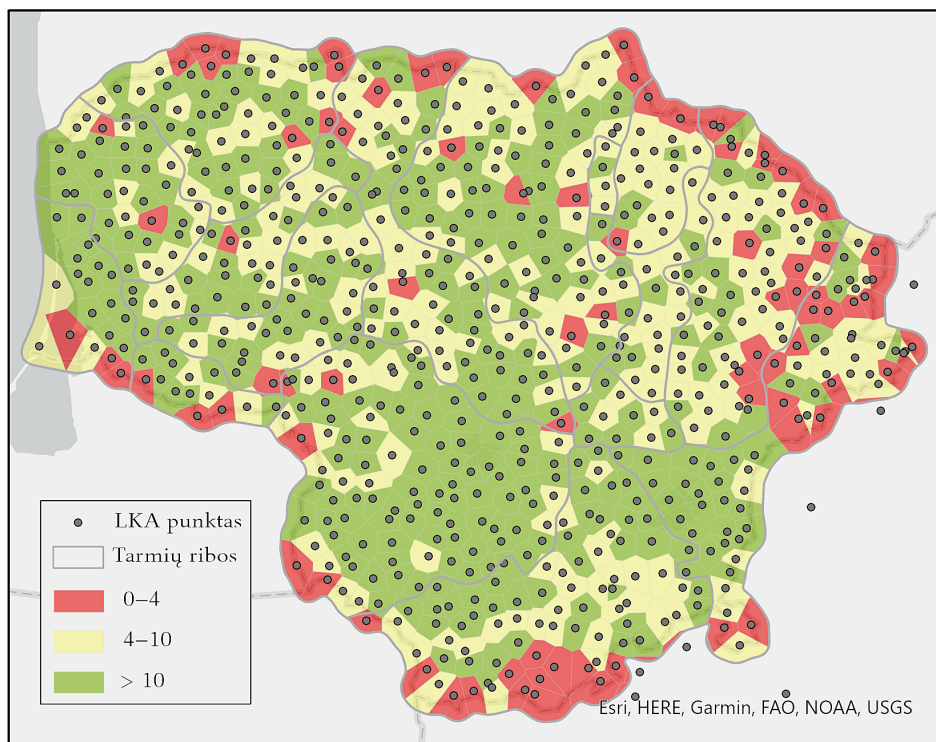 LKA punktas
Tarmių ribos
0–4
4–10
> 10
Esri, HERE, Garmin, FAO, NOAA, USGS